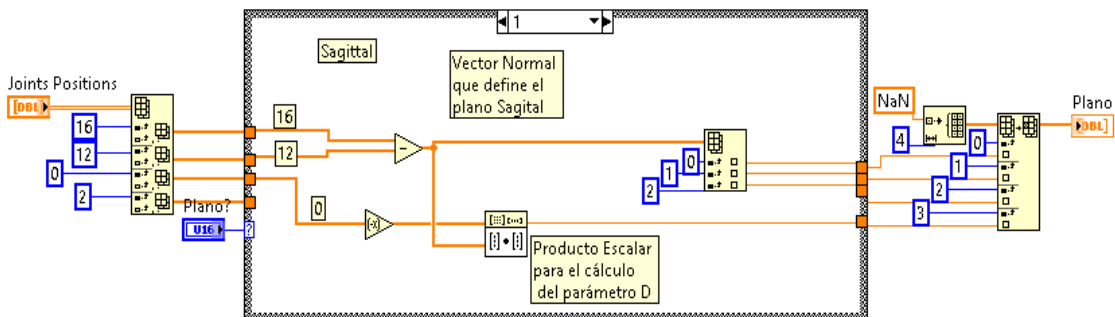 1
Sagittal
Vector Normal
que define el
plano Sagital
Joints Positions
[DBL]
16
12
0
2
Plano?
U16
?
16
12
0
-
(-x)
0
1
2
Producto Escalar
para el cálculo
del parámetro D
NaN
4
0
1
2
3
Plano
DBL]